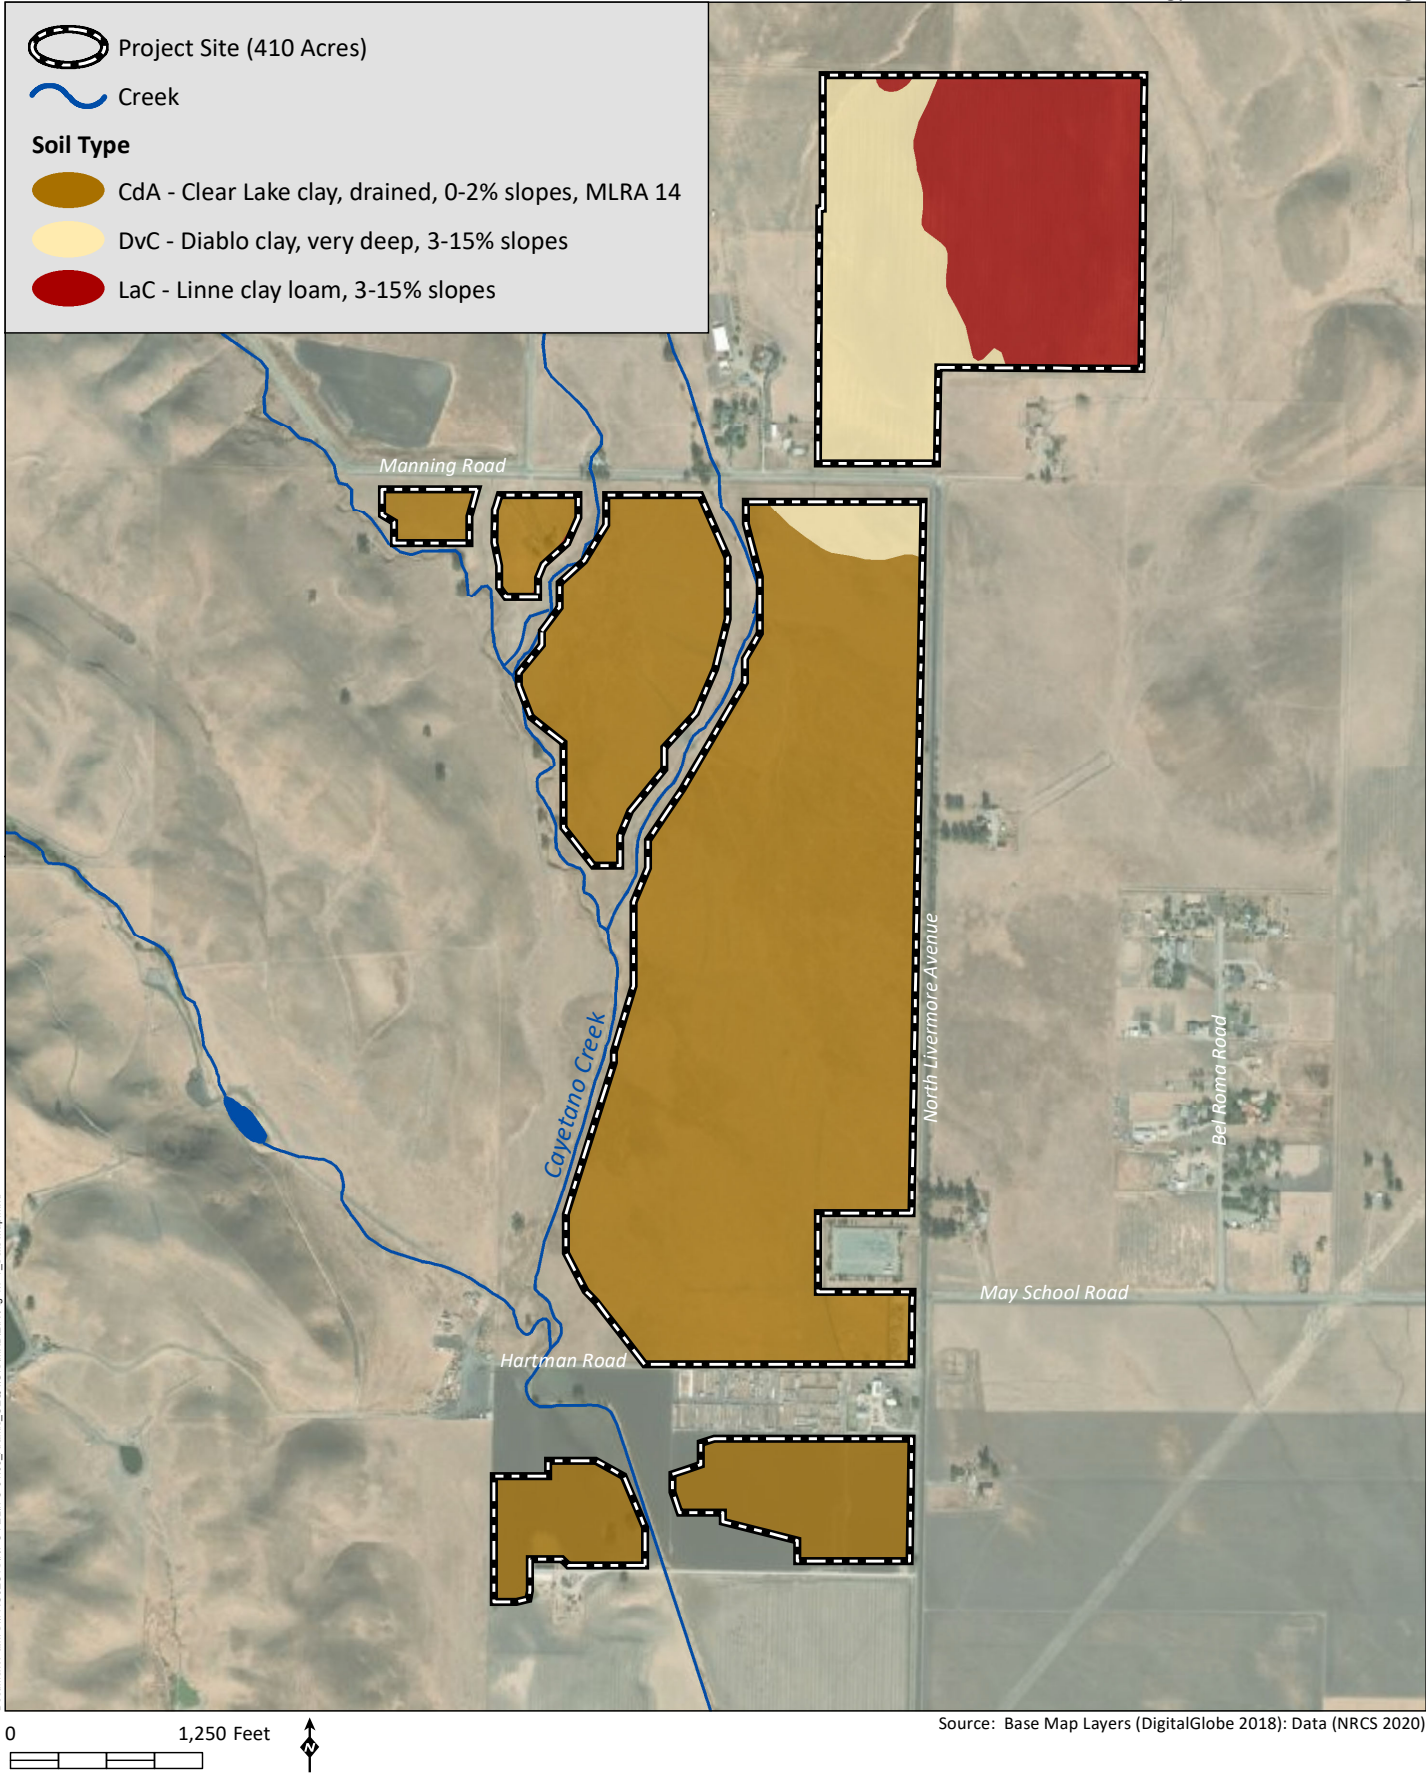 Project Site (410 Acres)
Creek
Soil Type
CdA - Clear Lake clay, drained, 0-2% slopes, MLRA 14
DvC - Diablo clay, very deep, 3-15% slopes
LaC - Linne clay loam, 3-15% slopes
Manning Road
North Livermore Avenue
Cayetano Creek
Bel Roma Road
May School Road
Hartman Road
0 1,250 Feet
N
Source: Base Map Layers (DigitalGlobe 2018): Data (NRCS 2020)